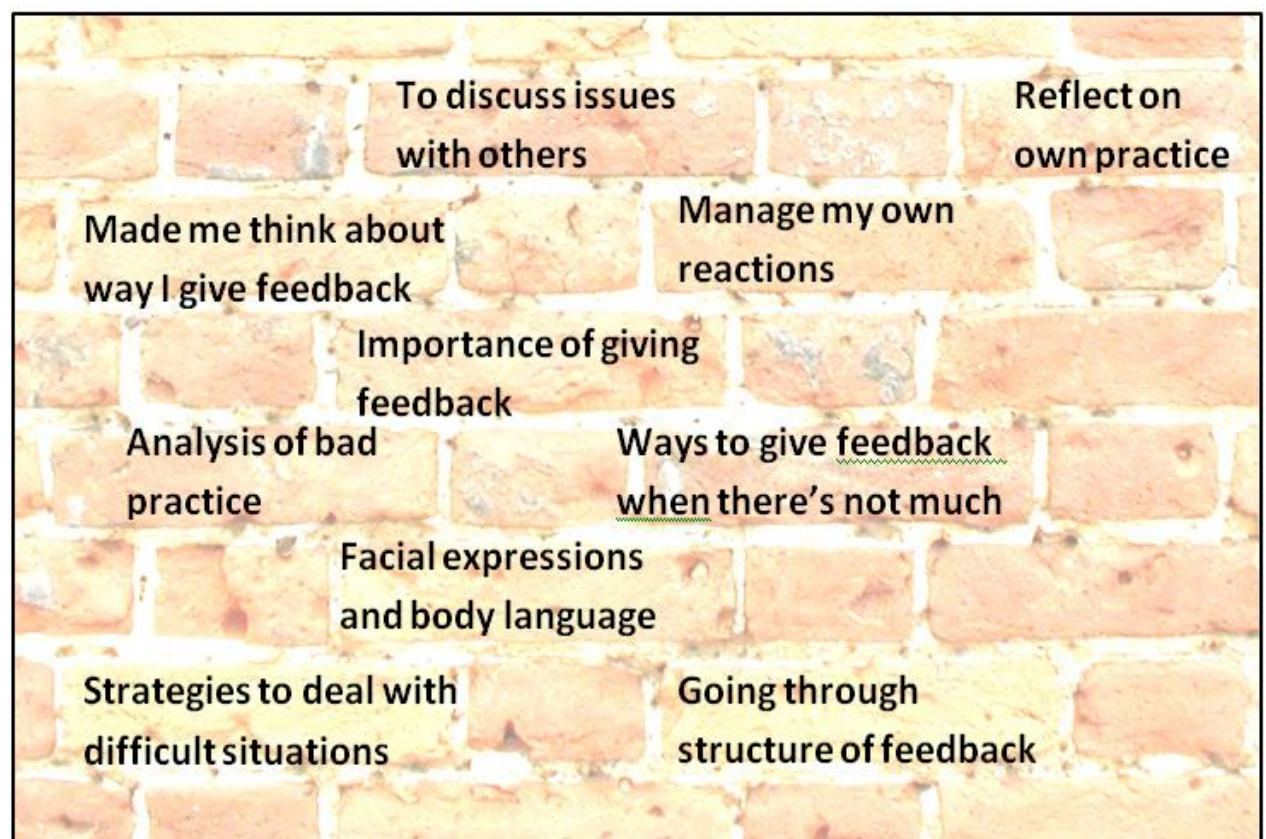 To discuss issues
with others
Reflect on
own practice
Made me think about
way I give feedback
Manage my own
reactions
Importance of giving
feedback
Analysis of bad
practice
Ways to give feedback
when there's not much
Facial expressions
and body language
Strategies to deal with
difficult situations
Going through
structure of feedback